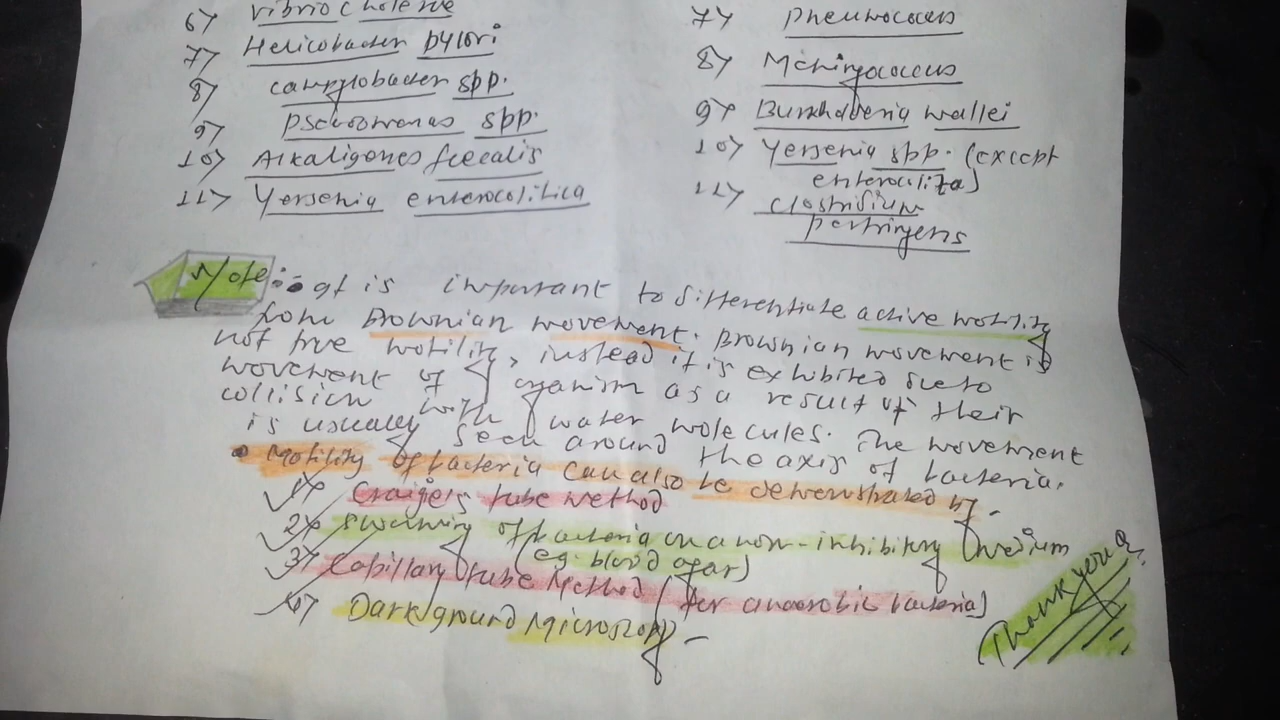 6) Vibrio cholerae
7) Helicobacter pylori
8) campylobacter spp.
9) Pseudomonas spp.
10) Alkaligenes feecalis
11) Yersenia enterocolitica
7) Pneumococcus
8) Meningococcus
9) Burkholderia mallei
10) Yersenia spp. (except
enterocolitza)
11) clostridium
perfringens
Note: It is important to differentiate active motility
from Brownian movement. Brownian movement is
not true motility, instead it is exhibited due to
movement of organism as a result of their
collision with water molecules. The movement
is usually seen around the axis of bacteria.
• Motility of bacteria can also be demonstrated by-
1) Craigers tube method
2) Swarming of bacteria on a non-inhibitory medium
(eg. blood agar)
3) Capillary tube Method (for anaerobic bacteria)
4) Dark ground Microscopy-
Thank you